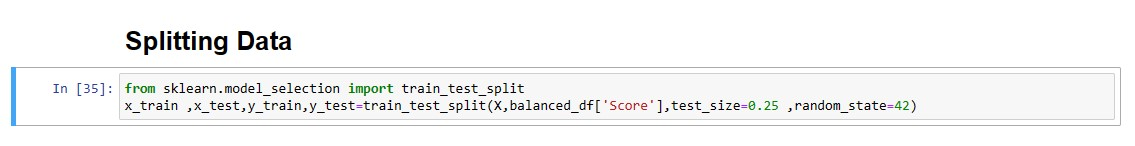 Splitting Data
In [35]: from sklearn.model_selection import train_test_split
x_train ,x_test,y_train,y_test=train_test_split(X,balanced_df['Score'],test_size=0.25 ,random_state=42)